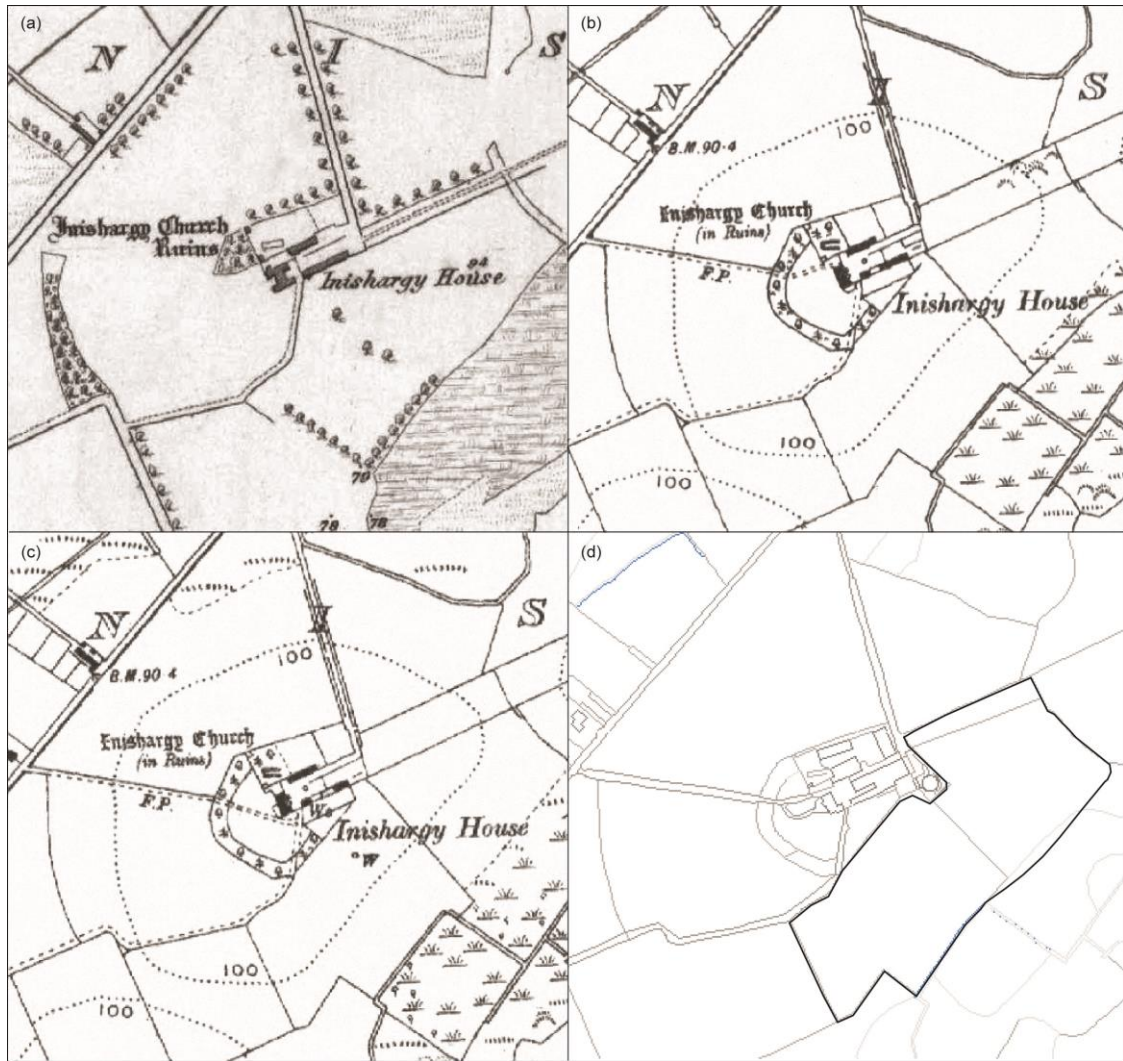 (a)
N
I
S
Inishargy Church
Ruins
94
Inishargy House
70
78
78
(b)
N
I
S
100
B.M. 90·4
Inishargy Church
(in Ruins)
F.P.
Inishargy House
100
100
(c)
N
I
S
100
B.M. 90·4
Inishargy Church
(in Ruins)
F.P.
W
Inishargy House
W
100
100
(d)